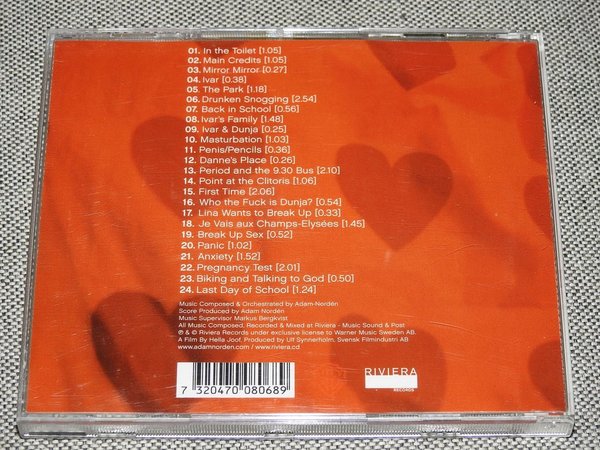 01. In the Toilet [1.05]
02. Main Credits [1.05]
03. Mirror Mirror [0.27]
04. Ivar [0.38]
05. The Park [1.18]
06. Drunken Snogging [2.54]
07. Back in School [0.56]
08. Ivar's Family [1.48]
09. Ivar & Dunja [0.25]
10. Masturbation [1.03]
11. Penis/Pencils [0.36]
12. Danne's Place [0.26]
13. Period and the 9.30 Bus [2.10]
14. Point at the Clitoris [1.06]
15. First Time [2.06]
16. Who the Fuck is Dunja? [0.54]
17. Lina Wants to Break Up [0.33]
18. Je Vais aux Champs-Elysées [1.45]
19. Break Up Sex [0.52]
20. Panic [1.02]
21. Anxiety [1.52]
22. Pregnancy Test [2.01]
23. Biking and Talking to God [0.50]
24. Last Day of School [1.24]
Music Composed & Orchestrated by Adam Nordén
Score Produced by Adam Nordén
Music Supervisor Markus Bergkvist
All Music Composed, Recorded & Mixed at Riviera - Music Sound & Post
℗ & © Riviera Records under exclusive license to Warner Music Sweden AB.
A Film By Hella Joof. Produced by Ulf Synnerholm, Svensk Filmindustri AB
www.adamnorden.com / www.riviera.cd
7 320470 080689
RIVIERA
RECORDS